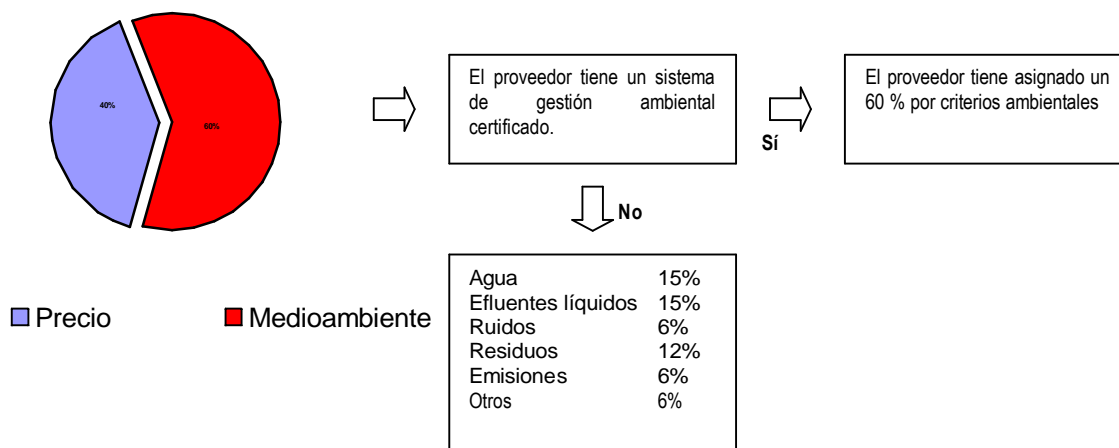 40%
60%
El proveedor tiene un sistema
de gestión ambiental
certificado.
Sí
El proveedor tiene asignado un
60 % por criterios ambientales
No
Precio
Medioambiente
Agua 15%
Efluentes líquidos 15%
Ruidos 6%
Residuos 12%
Emisiones 6%
Otros 6%